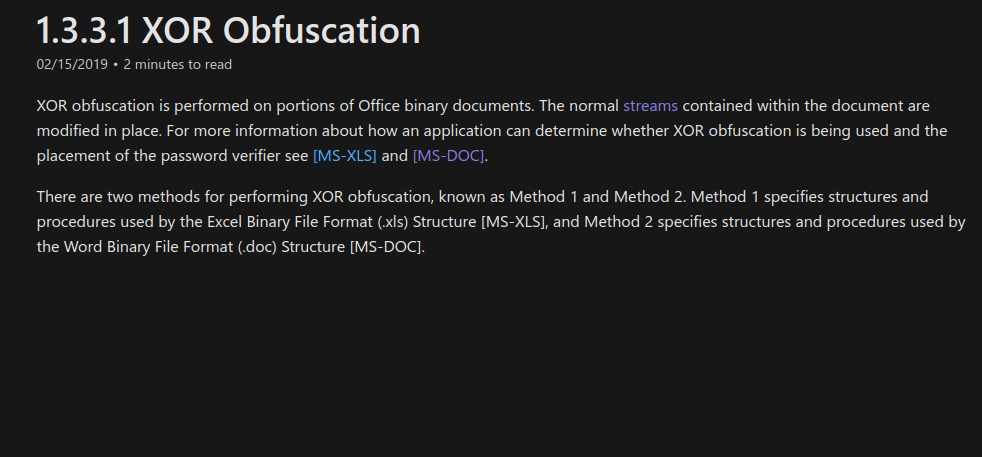 1.3.3.1 XOR Obfuscation
02/15/2019 • 2 minutes to read
XOR obfuscation is performed on portions of Office binary documents. The normal streams contained within the document are
modified in place. For more information about how an application can determine whether XOR obfuscation is being used and the
placement of the password verifier see [MS-XLS] and [MS-DOC].
There are two methods for performing XOR obfuscation, known as Method 1 and Method 2. Method 1 specifies structures and
procedures used by the Excel Binary File Format (.xls) Structure [MS-XLS], and Method 2 specifies structures and procedures used by
the Word Binary File Format (.doc) Structure [MS-DOC].